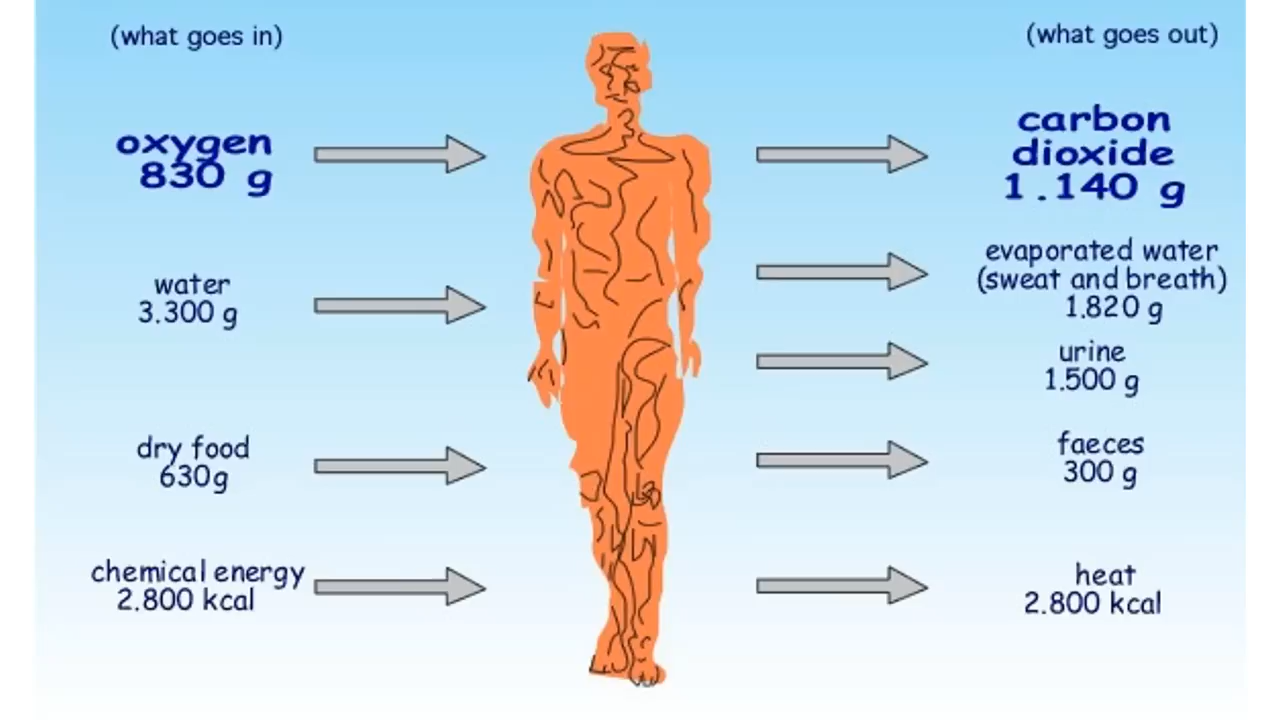 (what goes in)
(what goes out)
oxygen
830 g
carbon
dioxide
1.140 g
water
3.300 g
evaporated water
(sweat and breath)
1.820 g
urine
1.500 g
dry food
630g
faeces
300 g
chemical energy
2.800 kcal
heat
2.800 kcal